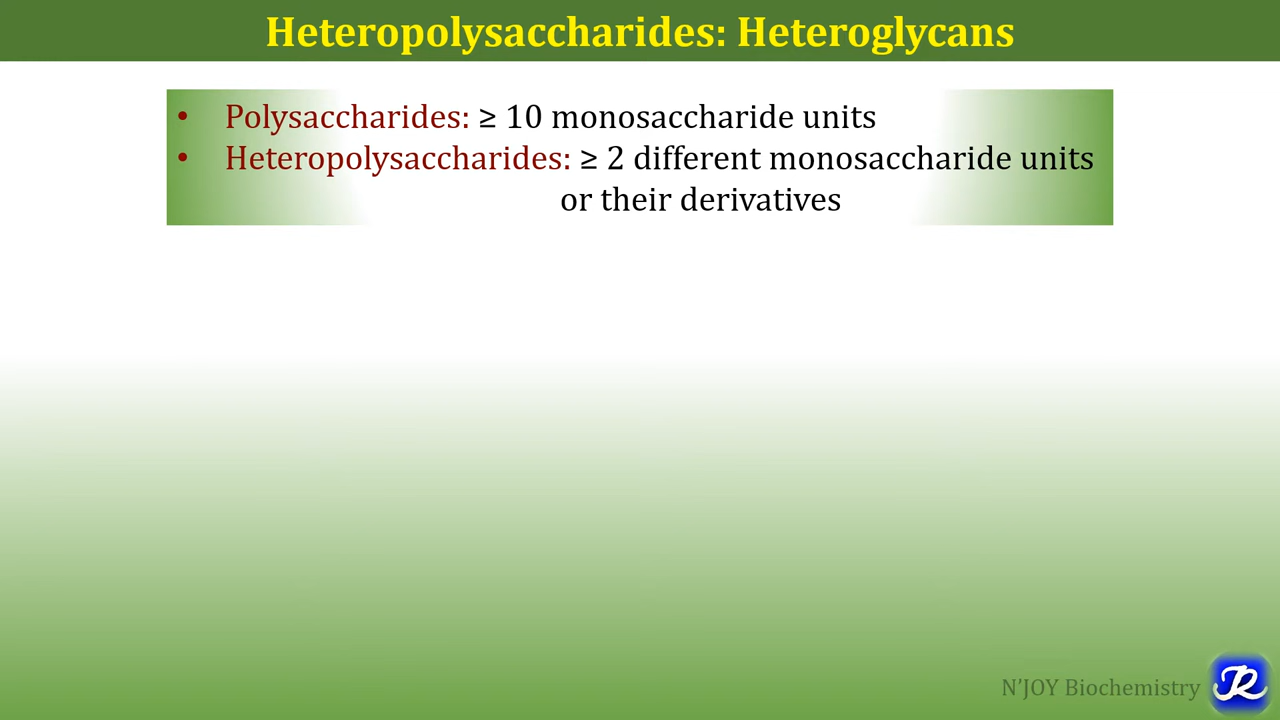 Heteropolysaccharides: Heteroglycans
• Polysaccharides: ≥ 10 monosaccharide units
• Heteropolysaccharides: ≥ 2 different monosaccharide units
or their derivatives
N’JOY Biochemistry